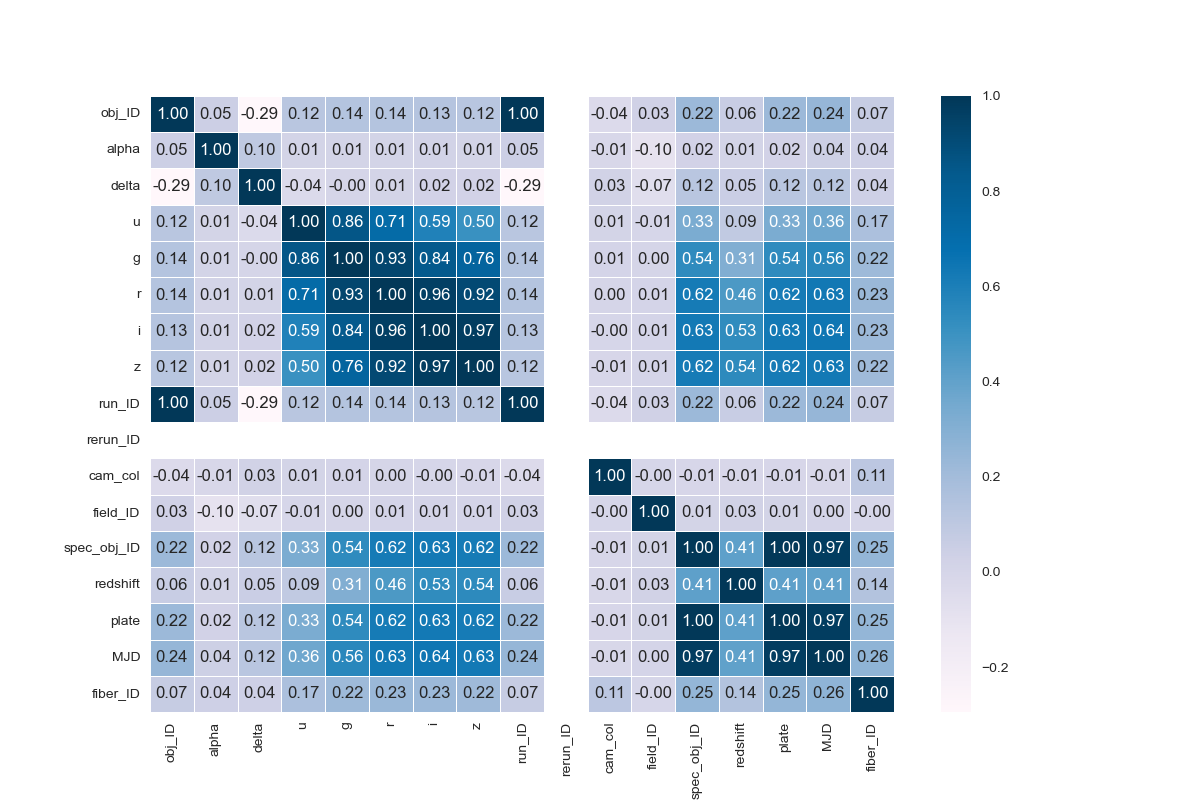 obj_ID 1.00 0.05 -0.29 0.12 0.14 0.14 0.13 0.12 1.00 -0.04 0.03 0.22 0.06 0.22 0.24 0.07 1.0
alpha 0.05 1.00 0.10 0.01 0.01 0.01 0.01 0.01 0.05 -0.01 -0.10 0.02 0.01 0.02 0.04 0.04
delta -0.29 0.10 1.00 -0.04 -0.00 0.01 0.02 0.02 -0.29 0.03 -0.07 0.12 0.05 0.12 0.12 0.04 0.8
u 0.12 0.01 -0.04 1.00 0.86 0.71 0.59 0.50 0.12 0.01 -0.01 0.33 0.09 0.33 0.36 0.17
g 0.14 0.01 -0.00 0.86 1.00 0.93 0.84 0.76 0.14 0.01 0.00 0.54 0.31 0.54 0.56 0.22
r 0.14 0.01 0.01 0.71 0.93 1.00 0.96 0.92 0.14 0.00 0.01 0.62 0.46 0.62 0.63 0.23 0.6
i 0.13 0.01 0.02 0.59 0.84 0.96 1.00 0.97 0.13 -0.00 0.01 0.63 0.53 0.63 0.64 0.23
z 0.12 0.01 0.02 0.50 0.76 0.92 0.97 1.00 0.12 -0.01 0.01 0.62 0.54 0.62 0.63 0.22 0.4
run_ID 1.00 0.05 -0.29 0.12 0.14 0.14 0.13 0.12 1.00 -0.04 0.03 0.22 0.06 0.22 0.24 0.07
rerun_ID
cam_col -0.04 -0.01 0.03 0.01 0.01 0.00 -0.00 -0.01 -0.04 1.00 -0.00 -0.01 -0.01 -0.01 -0.01 0.11 0.2
field_ID 0.03 -0.10 -0.07 -0.01 0.00 0.01 0.01 0.01 0.03 -0.00 1.00 0.01 0.03 0.01 0.00 -0.00
spec_obj_ID 0.22 0.02 0.12 0.33 0.54 0.62 0.63 0.62 0.22 -0.01 0.01 1.00 0.41 1.00 0.97 0.25
redshift 0.06 0.01 0.05 0.09 0.31 0.46 0.53 0.54 0.06 -0.01 0.03 0.41 1.00 0.41 0.41 0.14 0.0
plate 0.22 0.02 0.12 0.33 0.54 0.62 0.63 0.62 0.22 -0.01 0.01 1.00 0.41 1.00 0.97 0.25
MJD 0.24 0.04 0.12 0.36 0.56 0.63 0.64 0.63 0.24 -0.01 0.00 0.97 0.41 0.97 1.00 0.26 −0.2
fiber_ID 0.07 0.04 0.04 0.17 0.22 0.23 0.23 0.22 0.07 0.11 -0.00 0.25 0.14 0.25 0.26 1.00
obj_ID alpha delta u g r i z run_ID rerun_ID cam_col field_ID spec_obj_ID redshift plate MJD fiber_ID